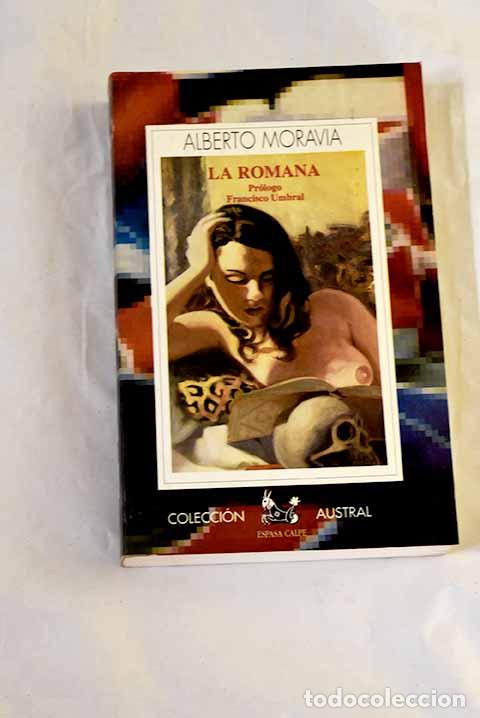 ALBERTO MORAVIA
LA ROMANA
Prólogo
Francisco Umbral
COLECCIÓN AUSTRAL
ESPASA CALPE
todocoleccion